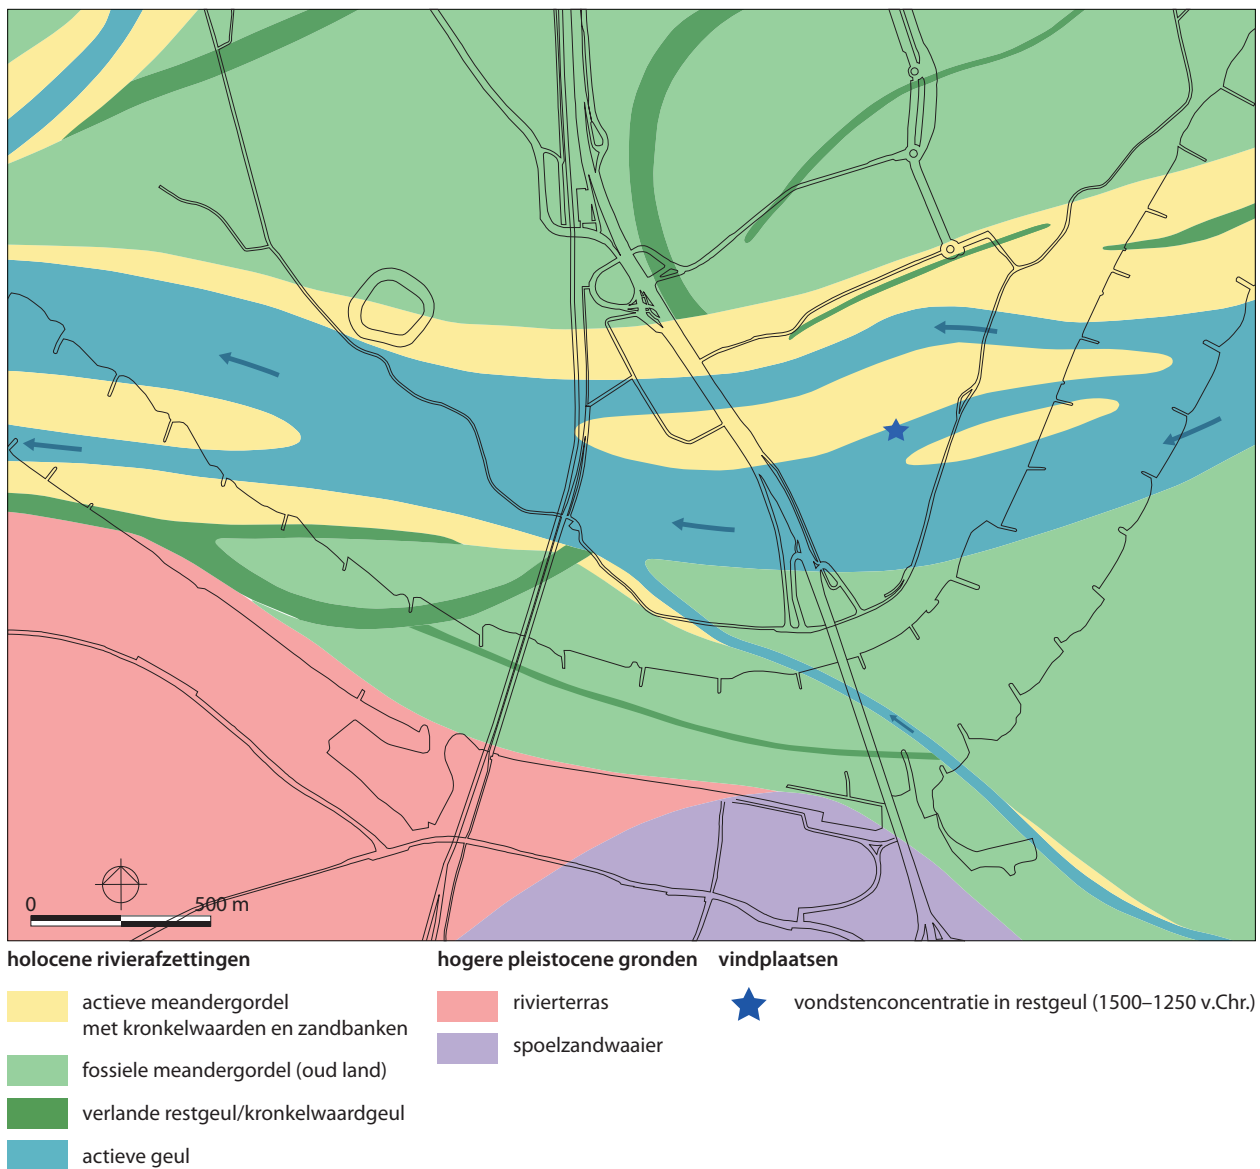 0
500 m
holocene rivierafzettingen
actieve meandergordel
met kronkelwaarden en zandbanken
fossiele meandergordel (oud land)
verlande restgeul/kronkelwaardgeul
actieve geul
hogere pleistocene gronden
rivierterras
spoelzandwaaier
vindplaatsen
vondstenconcentratie in restgeul (1500–1250 v.Chr.)